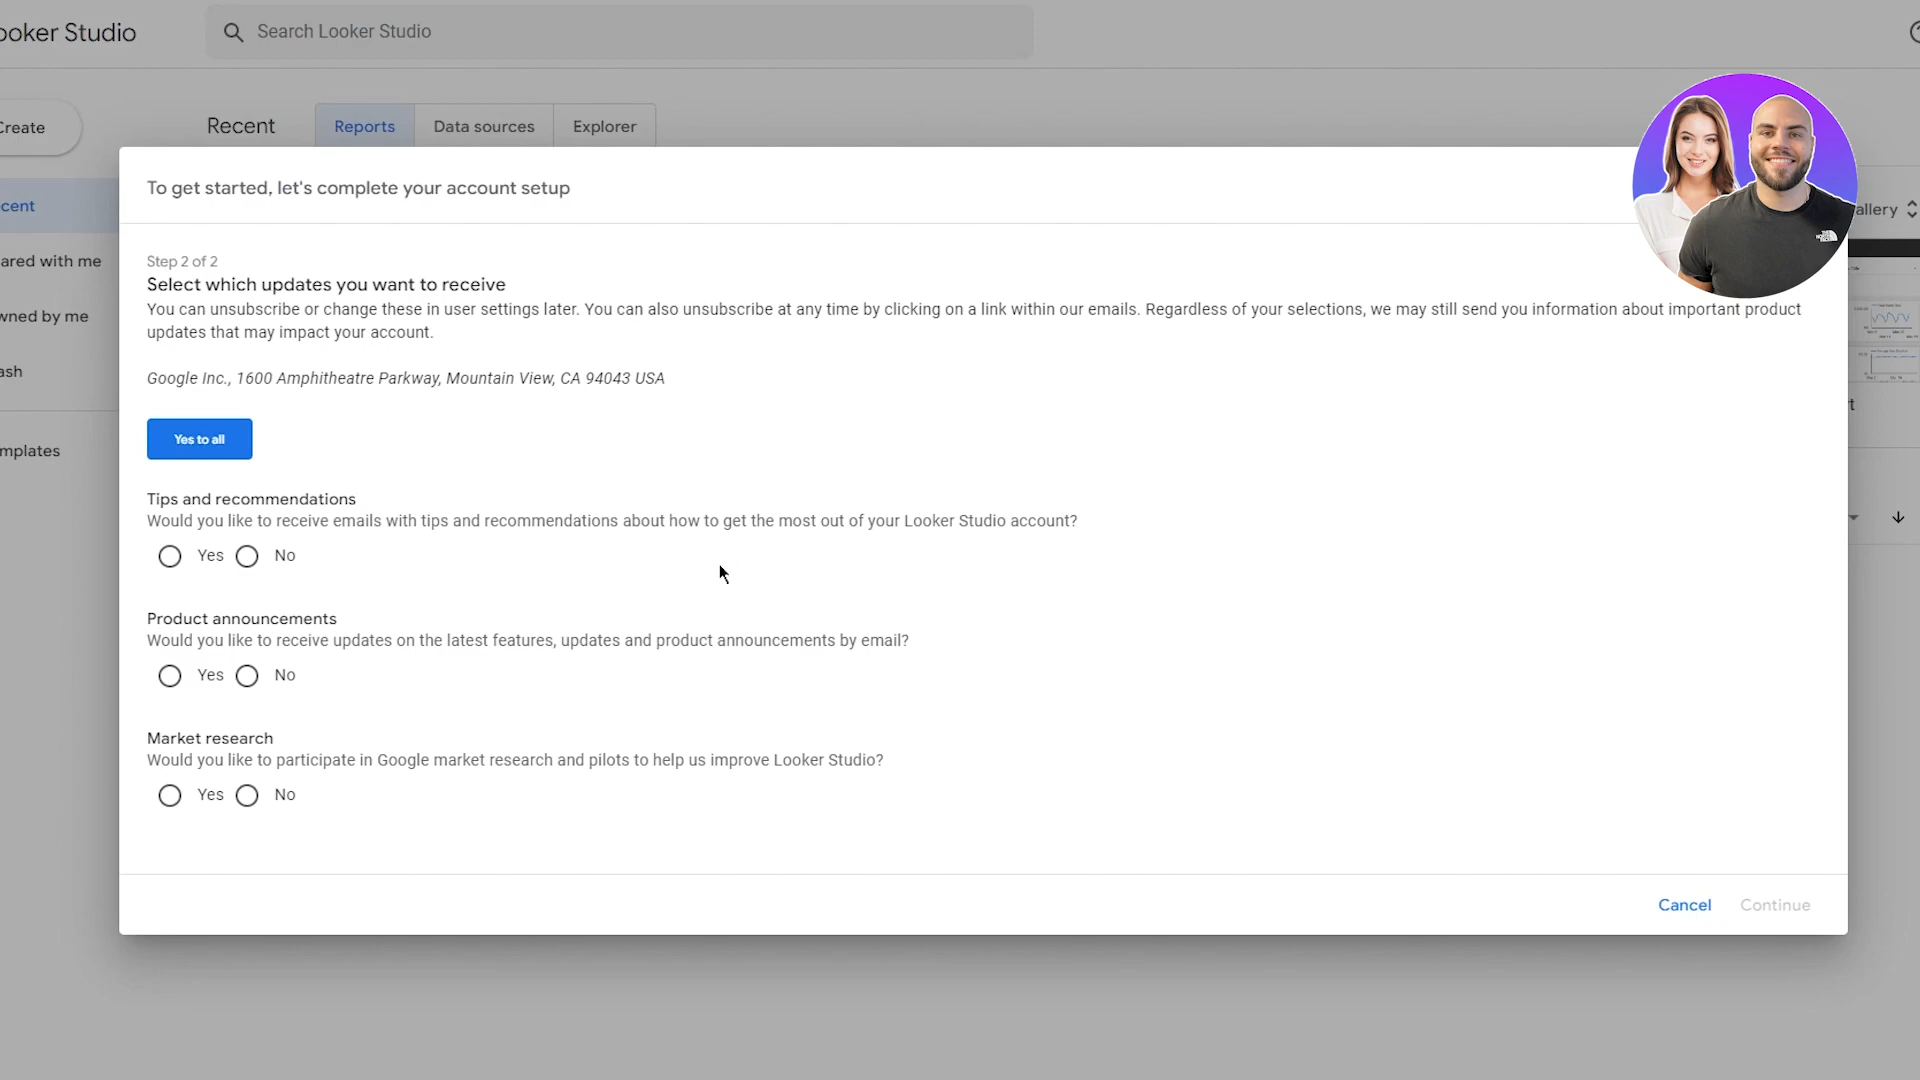 ooker Studio
Search Looker Studio
Create
Recent
Reports
Data sources
Explorer
To get started, let's complete your account setup
cent
allery
Step 2 of 2
ared with me
Select which updates you want to receive
You can unsubscribe or change these in user settings later. You can also unsubscribe at any time by clicking on a link within our emails. Regardless of your selections, we may still send you information about important product
wned by me
updates that may impact your account.
ash
Google Inc., 1600 Amphitheatre Parkway, Mountain View, CA 94043 USA
rt
Yes to all
mplates
Tips and recommendations
Would you like to receive emails with tips and recommendations about how to get the most out of your Looker Studio account?
Yes No
Product announcements
Would you like to receive updates on the latest features, updates and product announcements by email?
Yes No
Market research
Would you like to participate in Google market research and pilots to help us improve Looker Studio?
Yes No
Cancel Continue